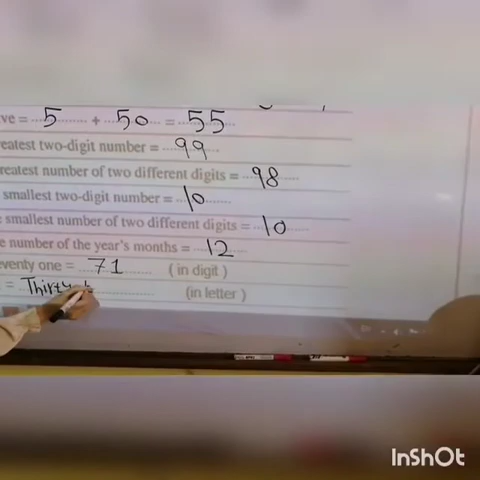 ve = 5 + 50 = 55
eatest two-digit number = 99
reatest number of two different digits = 98
smallest two-digit number = 10
e smallest number of two different digits = 10
e number of the year's months = 12
eventy one = 71 ( in digit )
= Thirty (in letter )
InShOt